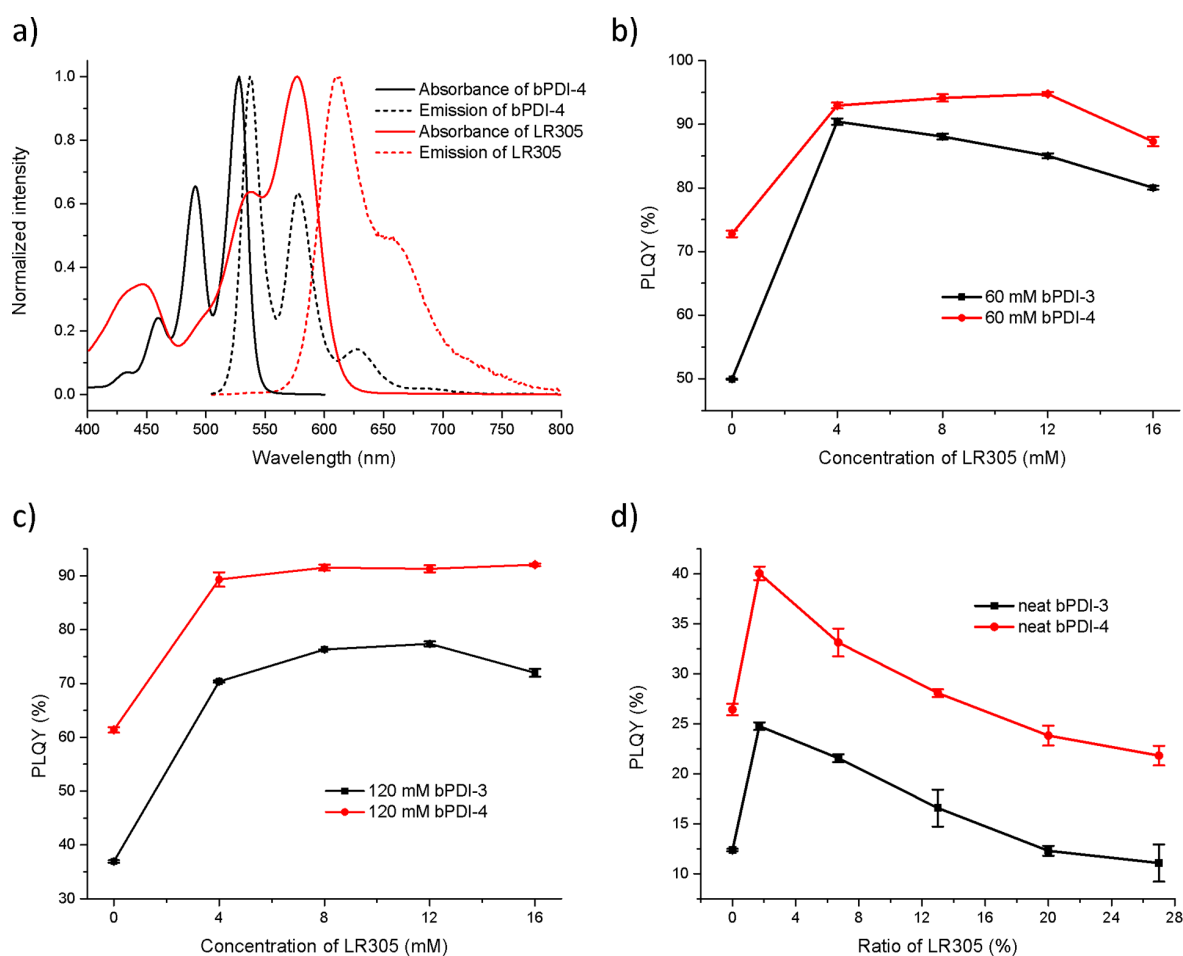 a)
Normalized intensity
1.0
0.8
0.6
0.4
0.2
0.0
Absorbance of bPDI-4
Emission of bPDI-4
Absorbance of LR305
Emission of LR305
400 450 500 550 600 650 700 750 800
Wavelength (nm)
b)
PLQY (%)
100
90
80
70
60
50
60 mM bPDI-3
60 mM bPDI-4
0 4 8 12 16
Concentration of LR305 (mM)
c)
PLQY (%)
90
80
70
60
50
40
30
120 mM bPDI-3
120 mM bPDI-4
0 4 8 12 16
Concentration of LR305 (mM)
d)
PLQY (%)
40
35
30
25
20
15
10
neat bPDI-3
neat bPDI-4
0 4 8 12 16 20 24 28
Ratio of LR305 (%)